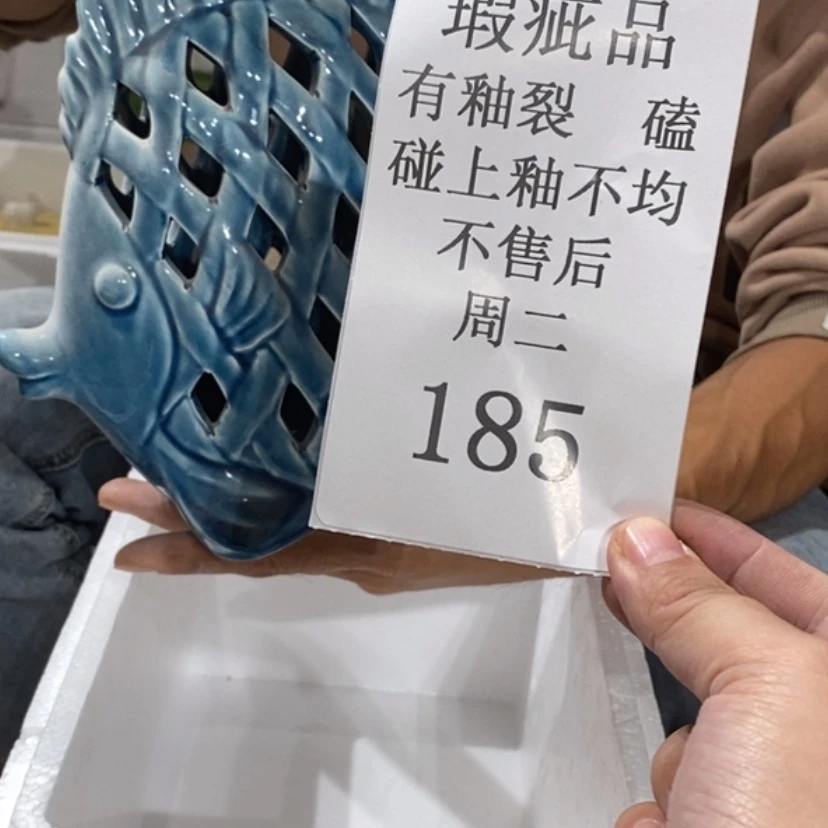 瑕疵品
有釉裂 磕
碰上釉不均
不售后
周二
185